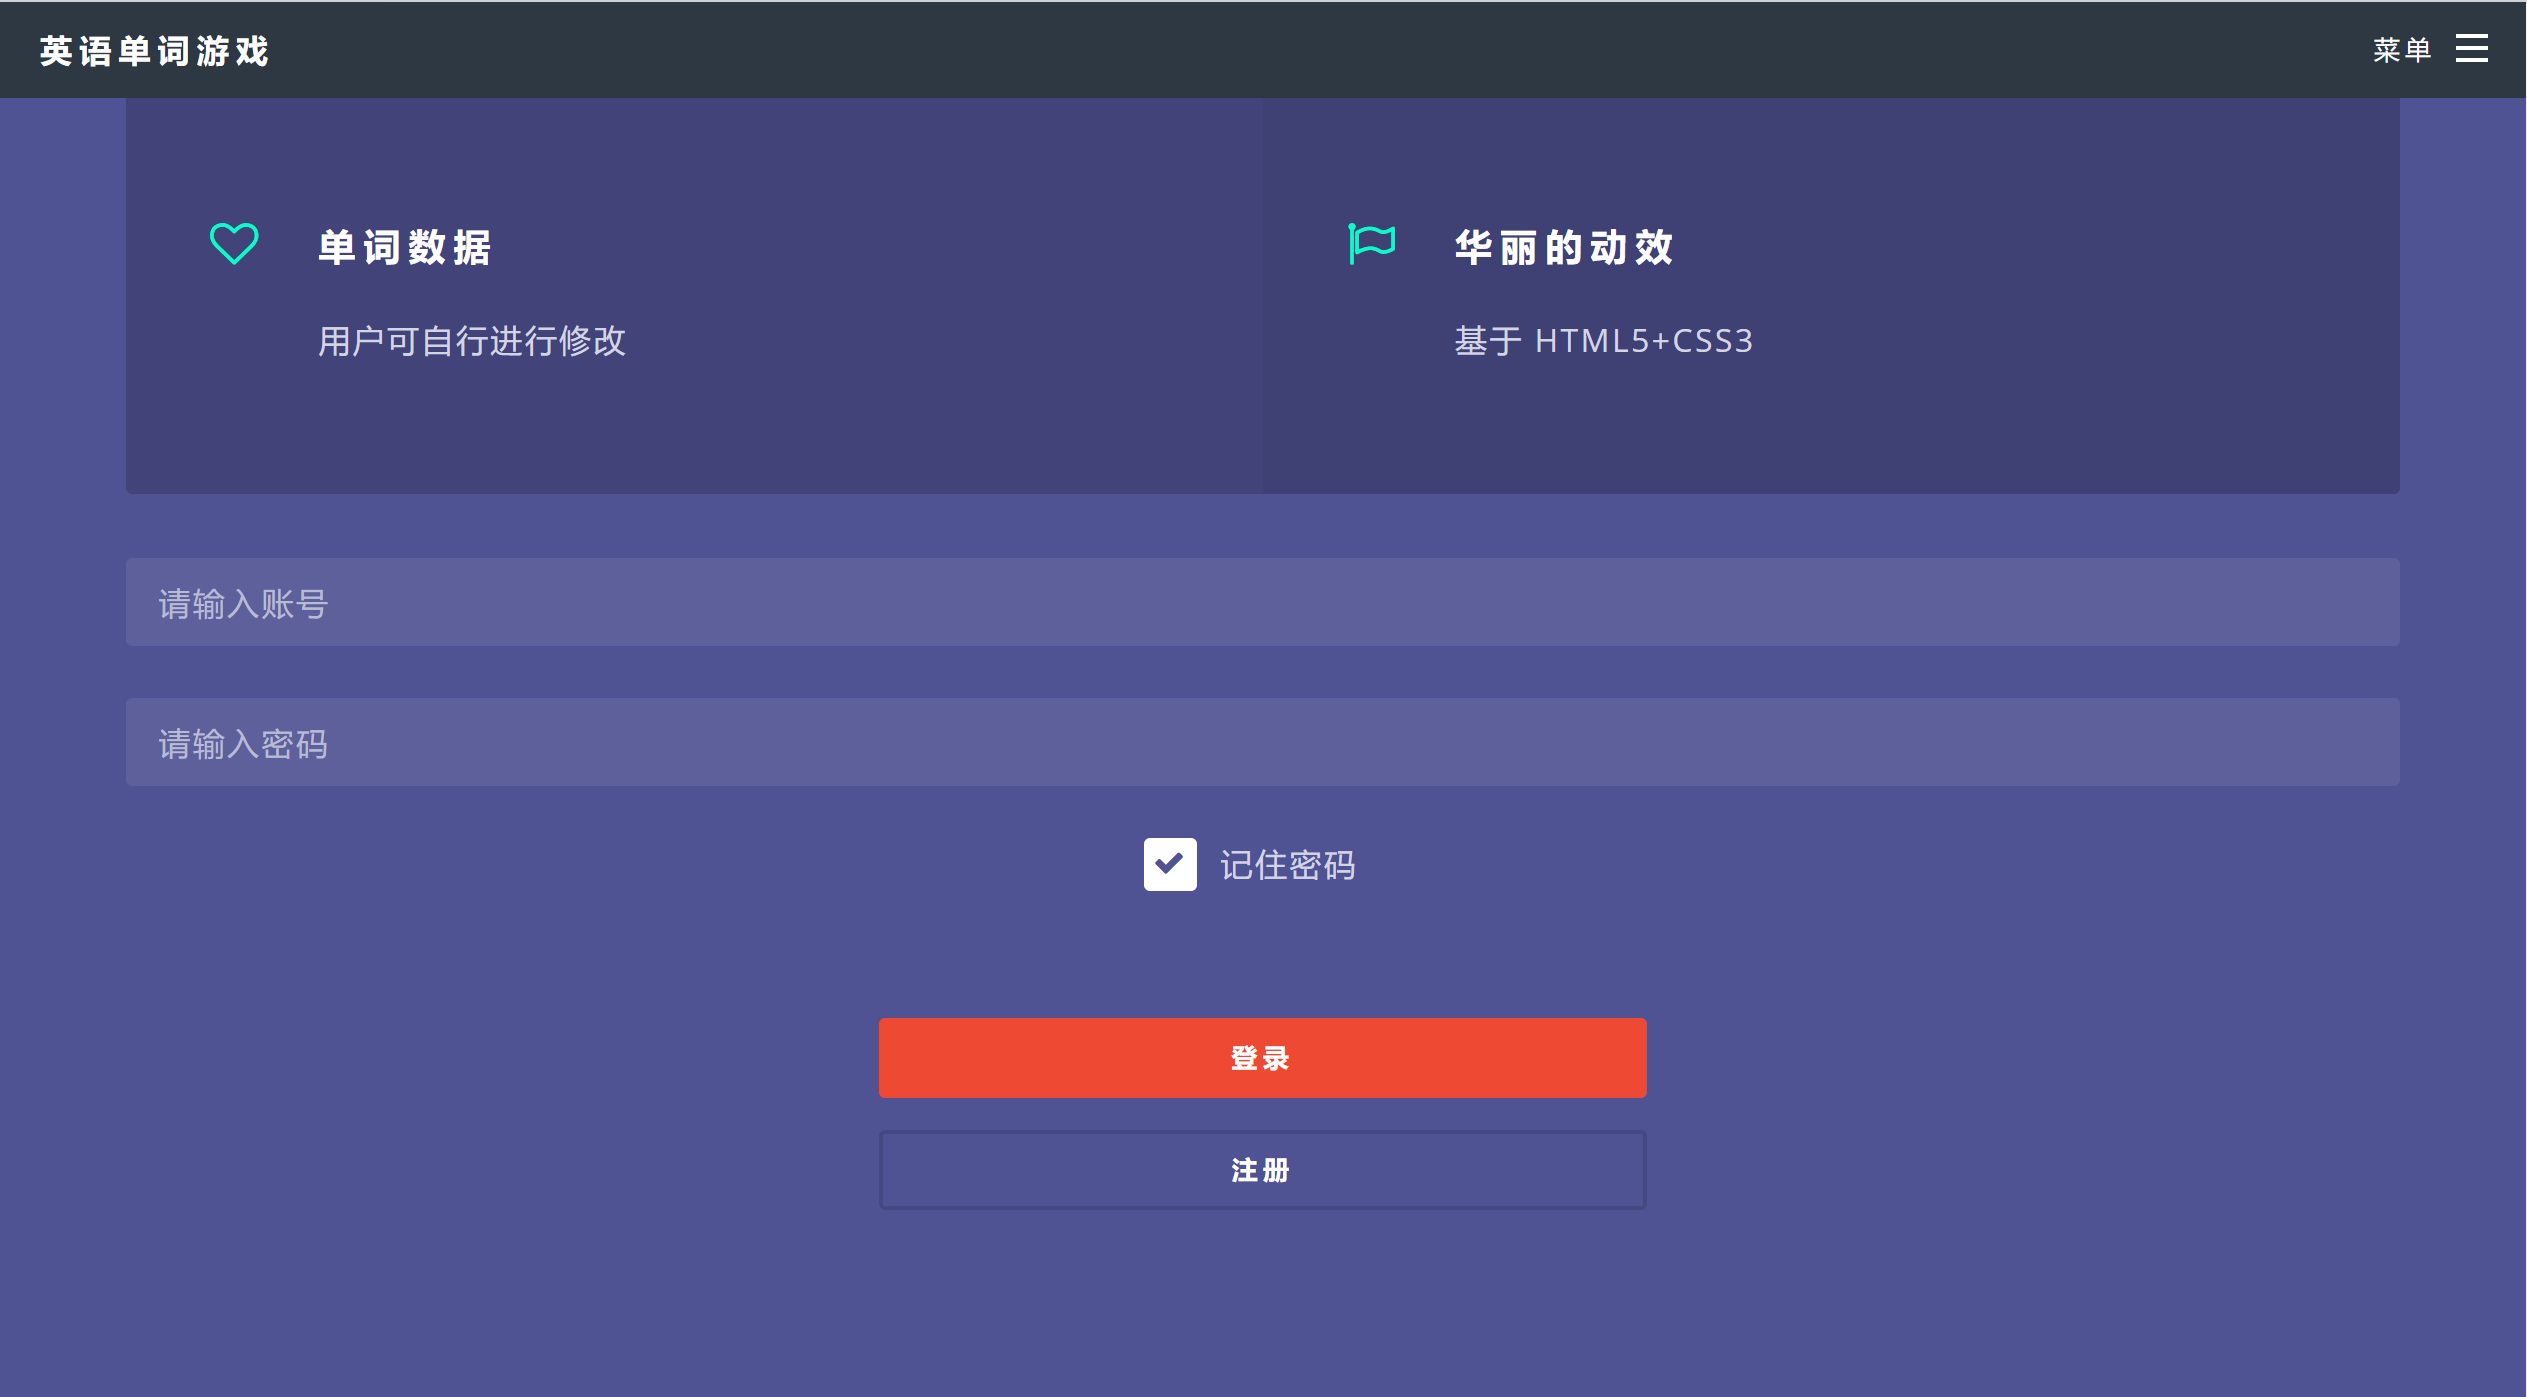 英语单词游戏
菜单
单词数据
用户可自行进行修改
华丽的动效
基于 HTML5+CSS3
请输入账号
请输入密码
记住密码
登录
注册